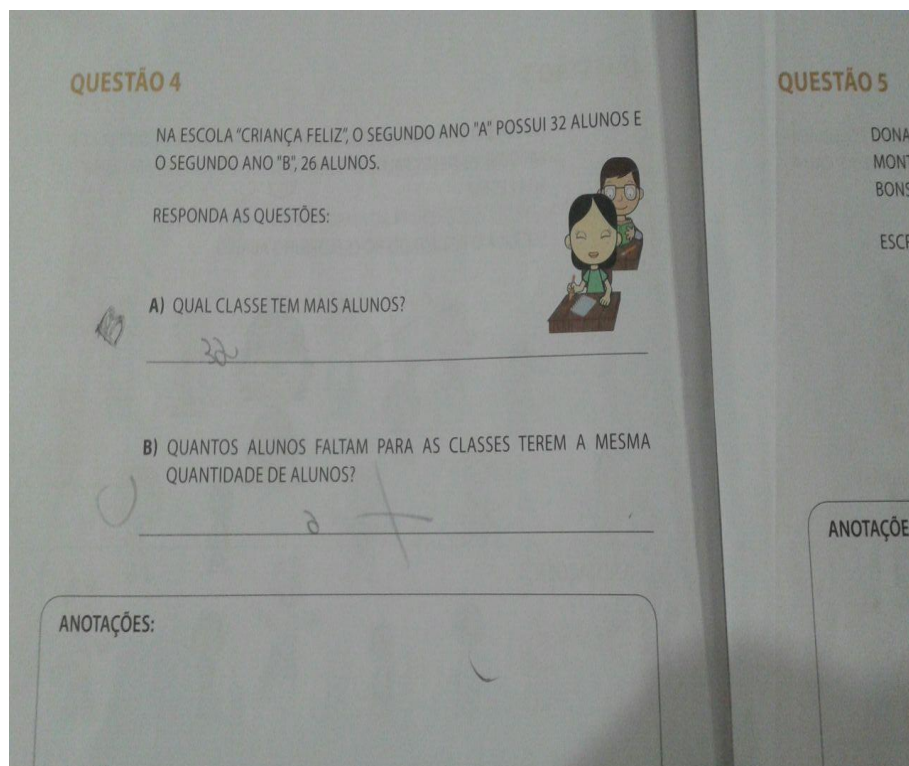 QUESTÃO 4
NA ESCOLA "CRIANÇA FELIZ", O SEGUNDO ANO "A" POSSUI 32 ALUNOS E
O SEGUNDO ANO "B", 26 ALUNOS.
RESPONDA AS QUESTÕES:
A) QUAL CLASSE TEM MAIS ALUNOS?
32
B) QUANTOS ALUNOS FALTAM PARA AS CLASSES TEREM A MESMA
QUANTIDADE DE ALUNOS?
ANOTAÇÕES:
QUESTÃO 5
DONA
MONT
BONS
ESCR
ANOTAÇÕE